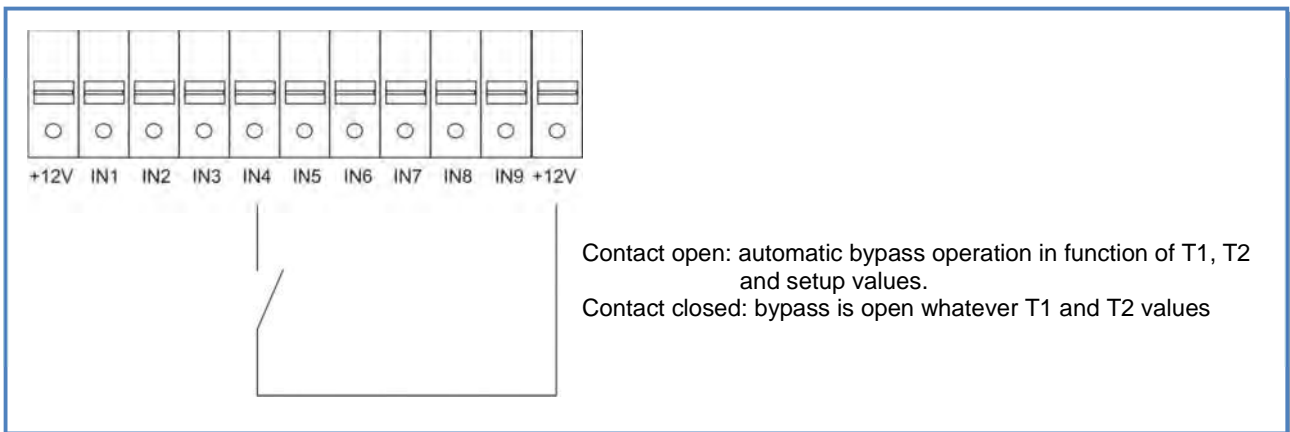 +12V IN1 IN2 IN3 IN4 IN5 IN6 IN7 IN8 IN9 +12V
Contact open: automatic bypass operation in function of T1, T2
and setup values.
Contact closed: bypass is open whatever T1 and T2 values